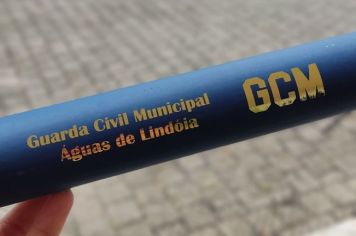 Guarda Civil Municipal
Águas de Lindóia
GCM